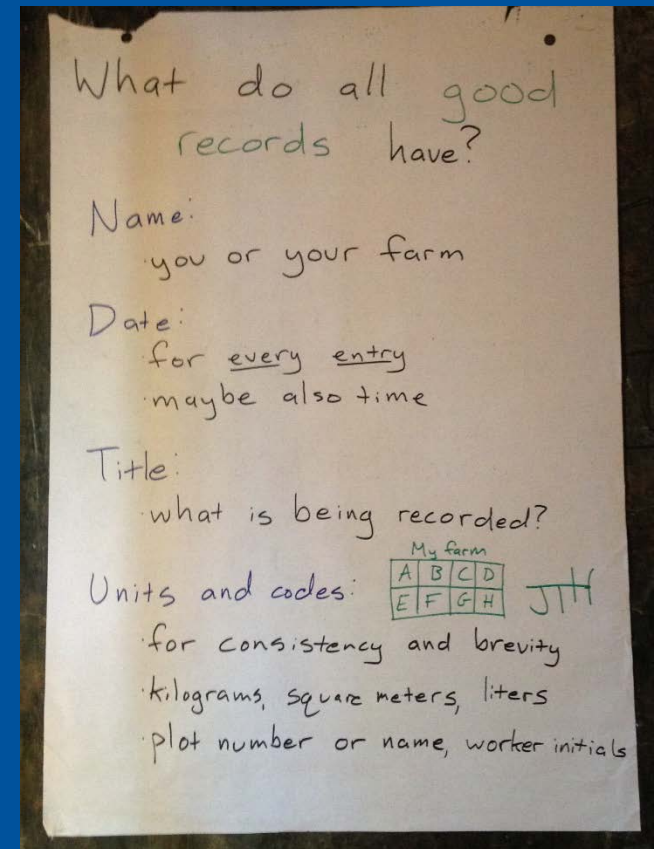 What do all good
records have?
Name:
·you or your farm
Date:
·for every entry
·maybe also time
Title:
·what is being recorded?
My farm
A B C D
E F G H
JTH
Units and codes:
·for consistency and brevity
·kilograms, square meters, liters
·plot number or name, worker initials